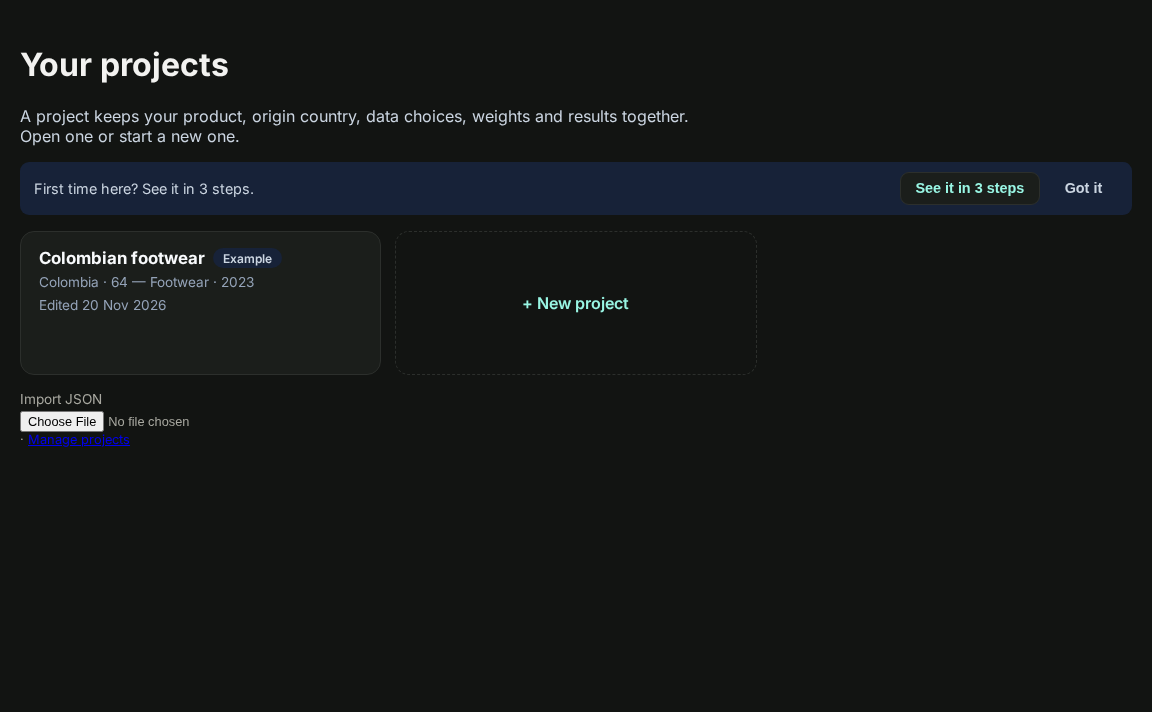 Your projects
A project keeps your product, origin country, data choices, weights and results together.
Open one or start a new one.
First time here? See it in 3 steps.
See it in 3 steps
Got it
Colombian footwear Example
Colombia · 64 — Footwear · 2023
Edited 20 Nov 2026
+ New project
Import JSON
Choose File No file chosen
· Manage projects